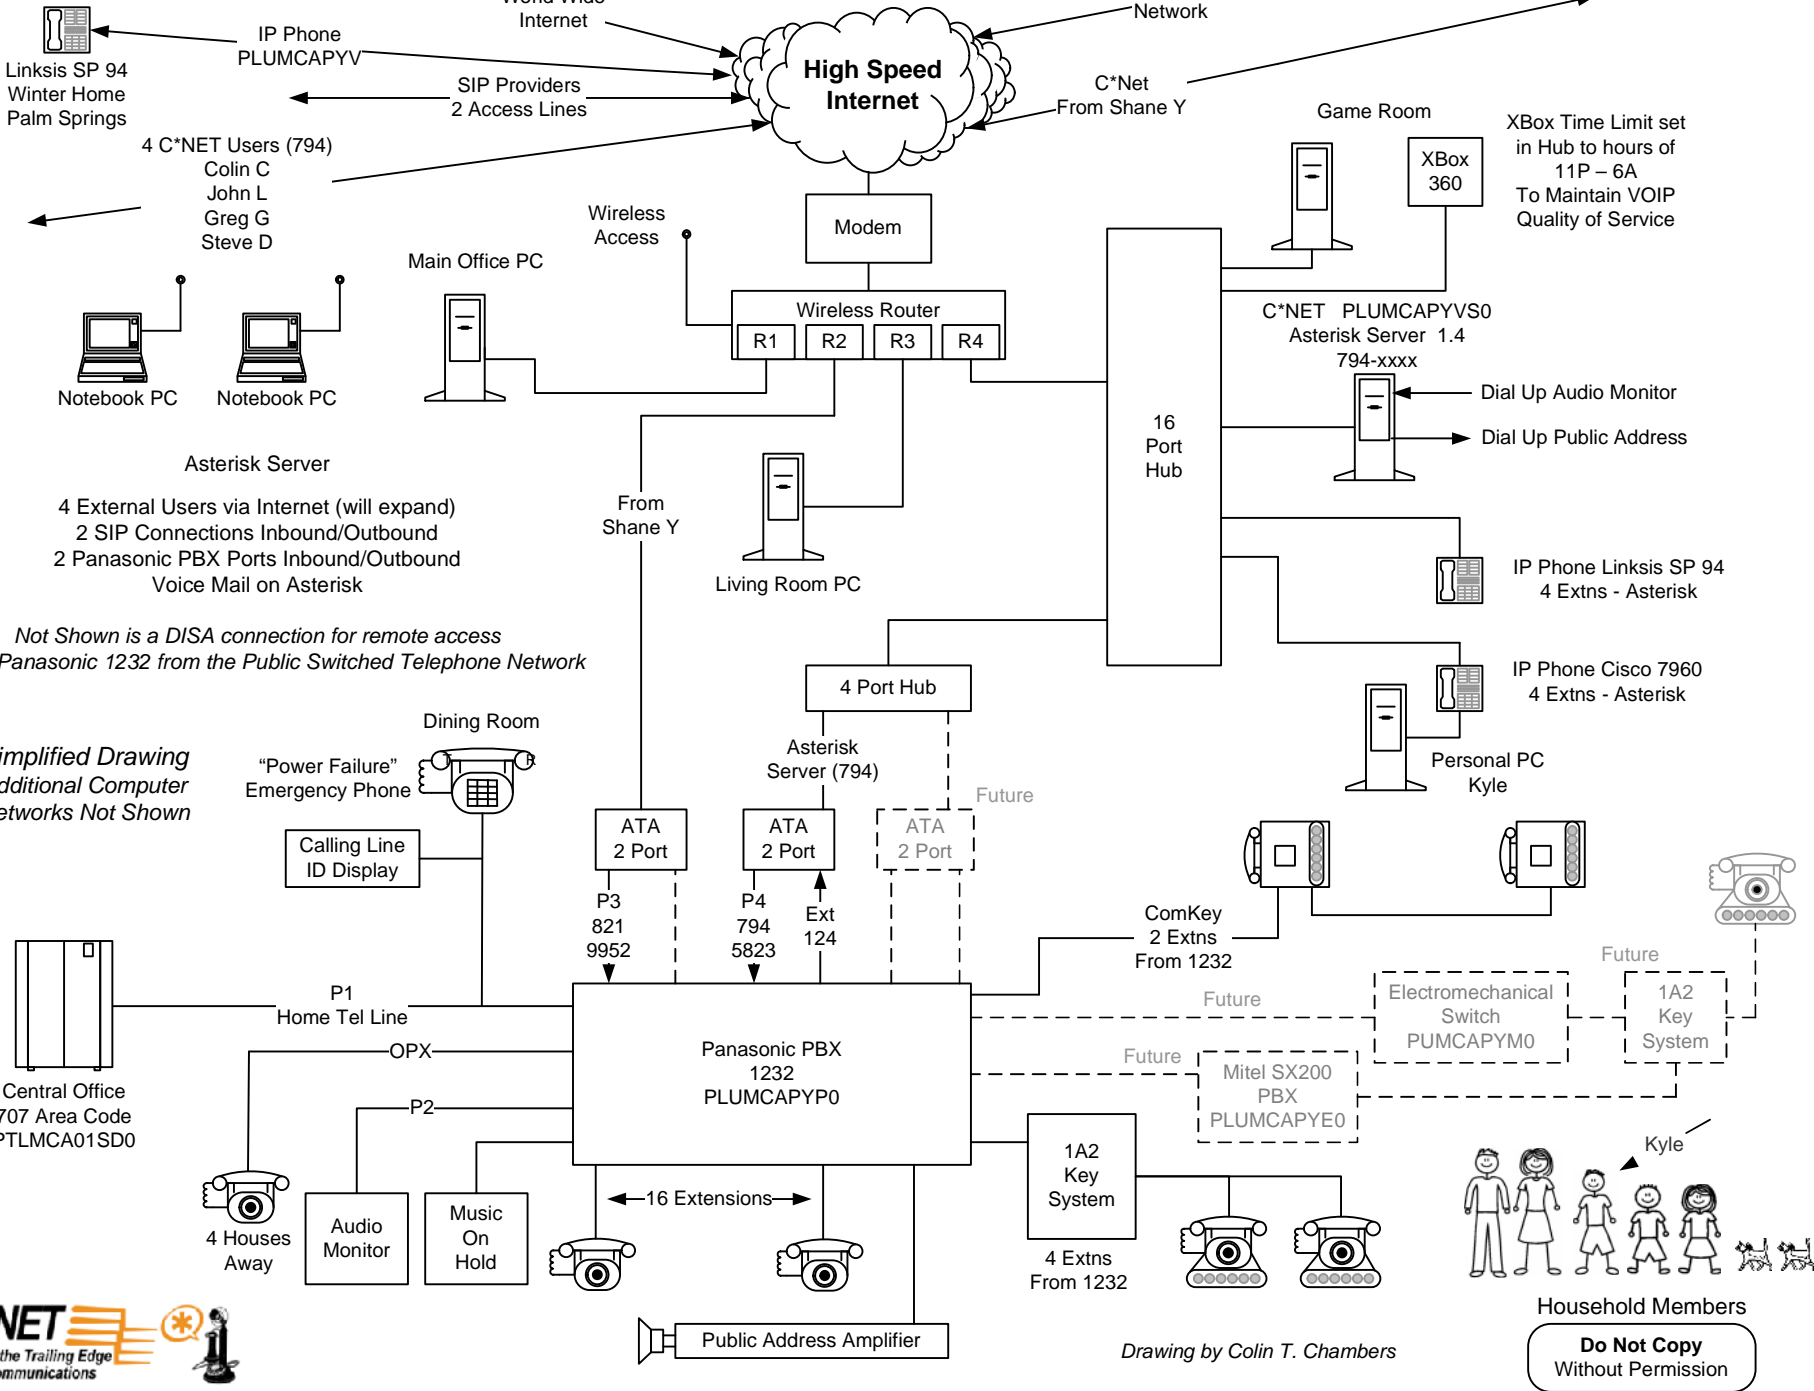 World Wide
Internet
Network
IP Phone
PLUMCAPYV
High Speed
Internet
Linksis SP 94
Winter Home
Palm Springs
SIP Providers
2 Access Lines
C*Net
From Shane Y
Game Room
XBox
360
XBox Time Limit set
in Hub to hours of
11P – 6A
To Maintain VOIP
Quality of Service
4 C*NET Users (794)
Colin C
John L
Greg G
Steve D
Wireless
Access
Modem
Main Office PC
Wireless Router
R1
R2
R3
R4
C*NET PLUMCAPYVS0
Asterisk Server 1.4
794-xxxx
Notebook PC
Notebook PC
Dial Up Audio Monitor
Dial Up Public Address
16
Port
Hub
Asterisk Server
4 External Users via Internet (will expand)
2 SIP Connections Inbound/Outbound
2 Panasonic PBX Ports Inbound/Outbound
Voice Mail on Asterisk
From
Shane Y
Living Room PC
IP Phone Linksis SP 94
4 Extns - Asterisk
Not Shown is a DISA connection for remote access
Panasonic 1232 from the Public Switched Telephone Network
4 Port Hub
IP Phone Cisco 7960
4 Extns - Asterisk
Dining Room
implified Drawing
dditional Computer
etworks Not Shown
“Power Failure”
Emergency Phone
T
R
Asterisk
Server (794)
Personal PC
Kyle
Future
Calling Line
ID Display
ATA
2 Port
ATA
2 Port
ATA
2 Port
P3
821
9952
P4
794
5823
Ext
124
ComKey
2 Extns
From 1232
Future
P1
Home Tel Line
Future
Electromechanical
Switch
PUMCAPYM0
1A2
Key
System
OPX
Panasonic PBX
1232
PLUMCAPYP0
Future
Mitel SX200
PBX
PLUMCAPYE0
Central Office
707 Area Code
PTLMCA01SD0
P2
1A2
Key
System
Kyle
16 Extensions
4 Houses
Away
Audio
Monitor
Music
On
Hold
4 Extns
From 1232
Household Members
NET
the Trailing Edge
mmunications
Public Address Amplifier
Drawing by Colin T. Chambers
Do Not Copy
Without Permission